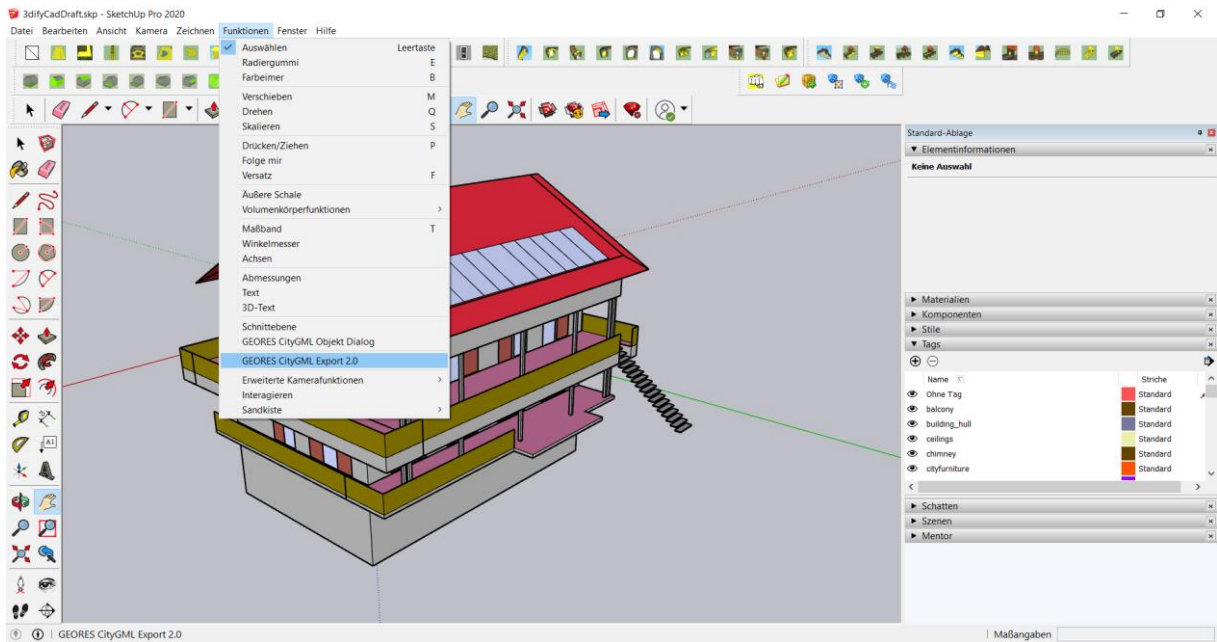 3difyCadDraft.skp - SketchUp Pro 2020
Datei Bearbeiten Ansicht Kamera Zeichnen Funktionen Fenster Hilfe
Auswählen Leertaste
Radiergummi E
Farbeimer B
Verschieben M
Drehen Q
Skalieren S
Drücken/Ziehen P
Folge mir
Versatz F
Äußere Schale
Volumenkörperfunktionen
Maßband T
Winkelmesser
Achsen
Abmessungen
Text
3D-Text
Schnittebene
GEORES CityGML Objekt Dialog
GEORES CityGML Export 2.0
Erweiterte Kamerafunktionen
Interagieren
Sandkiste
A1
Standard-Ablage
Elementinformationen
Keine Auswahl
Materialien
Komponenten
Stile
Tags
Name Striche
Ohne Tag Standard
balcony Standard
building_hull Standard
ceilings Standard
chimney Standard
cityfurniture Standard
Schatten
Szenen
Mentor
GEORES CityGML Export 2.0
Maßangaben